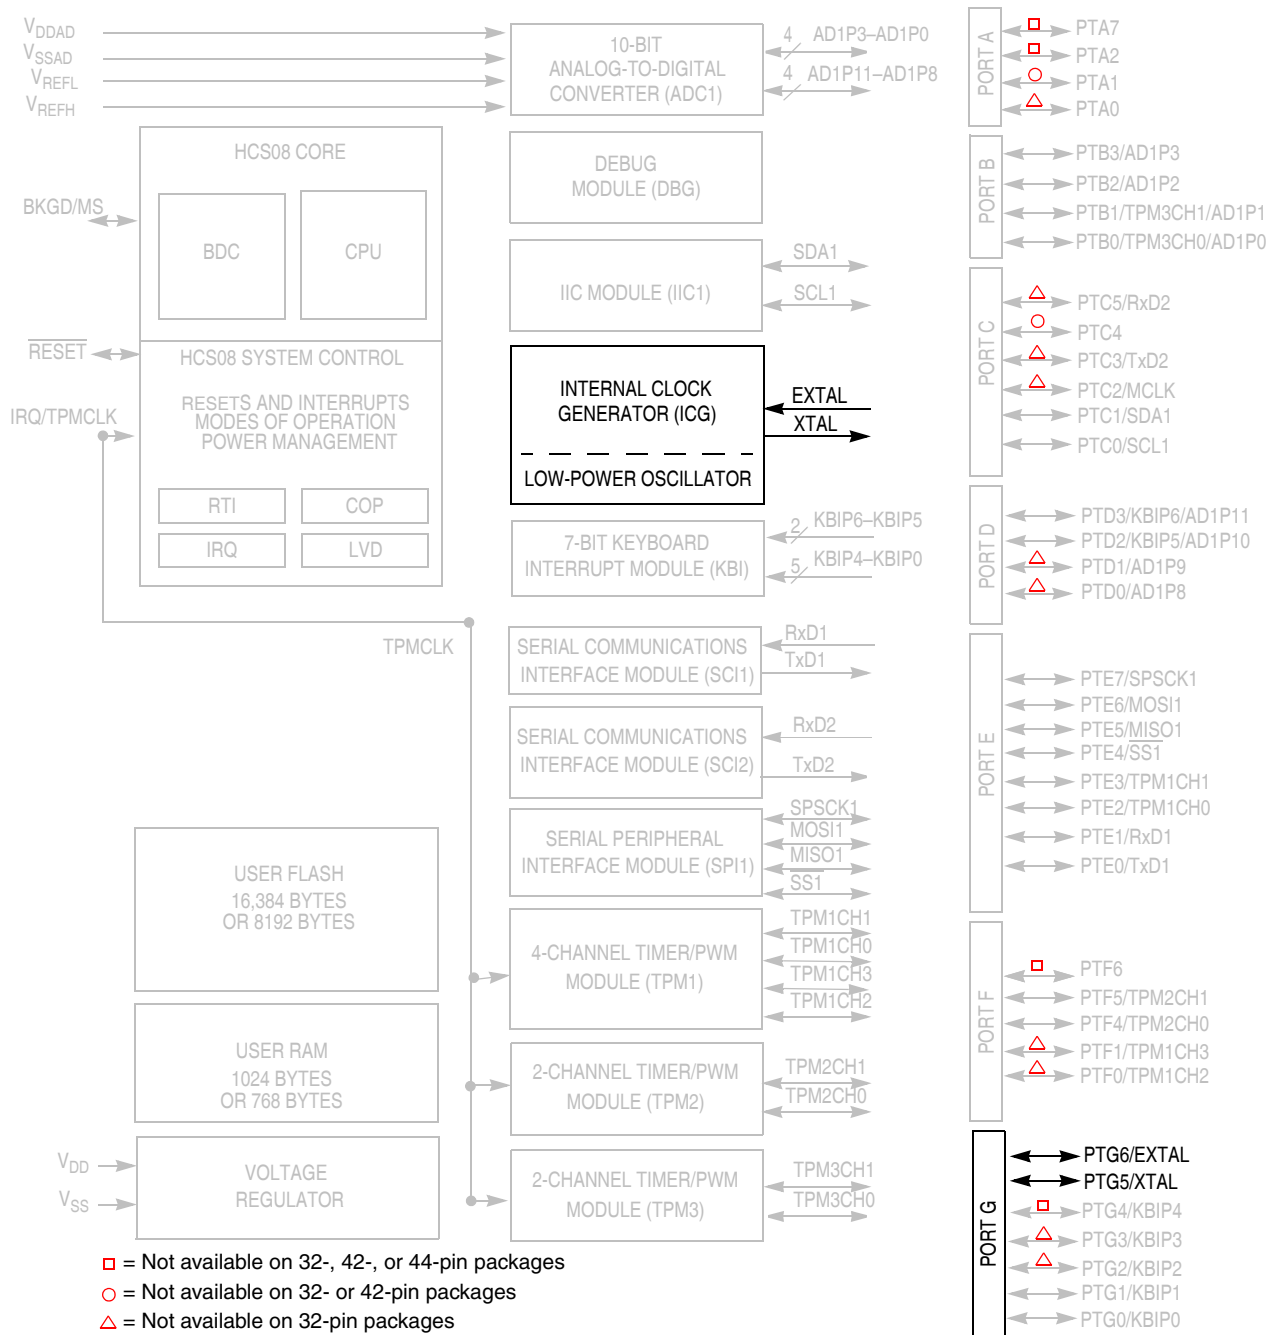 VDDAD
VSSAD
VREFL
VREFH
10-BIT
ANALOG-TO-DIGITAL
CONVERTER (ADC1)
4 AD1P3–AD1P0
4 AD1P11–AD1P8
HCS08 CORE
BDC
CPU
BKGD/MS
RESET
IRQ/TPMCLK
HCS08 SYSTEM CONTROL
RESETS AND INTERRUPTS
MODES OF OPERATION
POWER MANAGEMENT
RTI
COP
IRQ
LVD
TPMCLK
DEBUG
MODULE (DBG)
IIC MODULE (IIC1)
SDA1
SCL1
INTERNAL CLOCK
GENERATOR (ICG)
LOW-POWER OSCILLATOR
EXTAL
XTAL
7-BIT KEYBOARD
INTERRUPT MODULE (KBI)
2 KBIP6–KBIP5
5 KBIP4–KBIP0
SERIAL COMMUNICATIONS
INTERFACE MODULE (SCI1)
RxD1
TxD1
SERIAL COMMUNICATIONS
INTERFACE MODULE (SCI2)
RxD2
TxD2
SERIAL PERIPHERAL
INTERFACE MODULE (SPI1)
SPSCK1
MOSI1
MISO1
SS1
USER FLASH
16,384 BYTES
OR 8192 BYTES
4-CHANNEL TIMER/PWM
MODULE (TPM1)
TPM1CH1
TPM1CH0
TPM1CH3
TPM1CH2
USER RAM
1024 BYTES
OR 768 BYTES
2-CHANNEL TIMER/PWM
MODULE (TPM2)
TPM2CH1
TPM2CH0
VDD
VSS
VOLTAGE
REGULATOR
2-CHANNEL TIMER/PWM
MODULE (TPM3)
TPM3CH1
TPM3CH0
PORT A
PTA7
PTA2
PTA1
PTA0
PORT B
PTB3/AD1P3
PTB2/AD1P2
PTB1/TPM3CH1/AD1P1
PTB0/TPM3CH0/AD1P0
PORT C
PTC5/RxD2
PTC4
PTC3/TxD2
PTC2/MCLK
PTC1/SDA1
PTC0/SCL1
PORT D
PTD3/KBIP6/AD1P11
PTD2/KBIP5/AD1P10
PTD1/AD1P9
PTD0/AD1P8
PORT E
PTE7/SPSCK1
PTE6/MOSI1
PTE5/MISO1
PTE4/SS1
PTE3/TPM1CH1
PTE2/TPM1CH0
PTE1/RxD1
PTE0/TxD1
PORT F
PTF6
PTF5/TPM2CH1
PTF4/TPM2CH0
PTF1/TPM1CH3
PTF0/TPM1CH2
PORT G
PTG6/EXTAL
PTG5/XTAL
PTG4/KBIP4
PTG3/KBIP3
PTG2/KBIP2
PTG1/KBIP1
PTG0/KBIP0
= Not available on 32-, 42-, or 44-pin packages
= Not available on 32- or 42-pin packages
= Not available on 32-pin packages